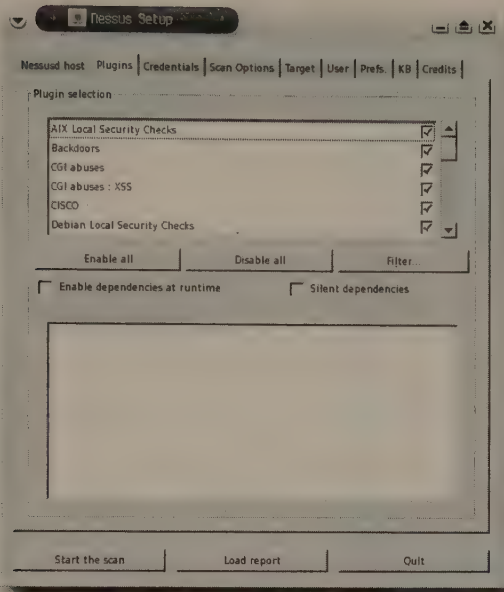 Nessus Setup
Nessusd host Plugins Credentials Scan Options Target User Prefs. KB Credits
Plugin selection
AIX Local Security Checks
Backdoors
CGI abuses
CGI abuses : XSS
CISCO
Debian Local Security Checks
Enable all Disable all Filter...
Enable dependencies at runtime Silent dependencies
Start the scan Load report Quit